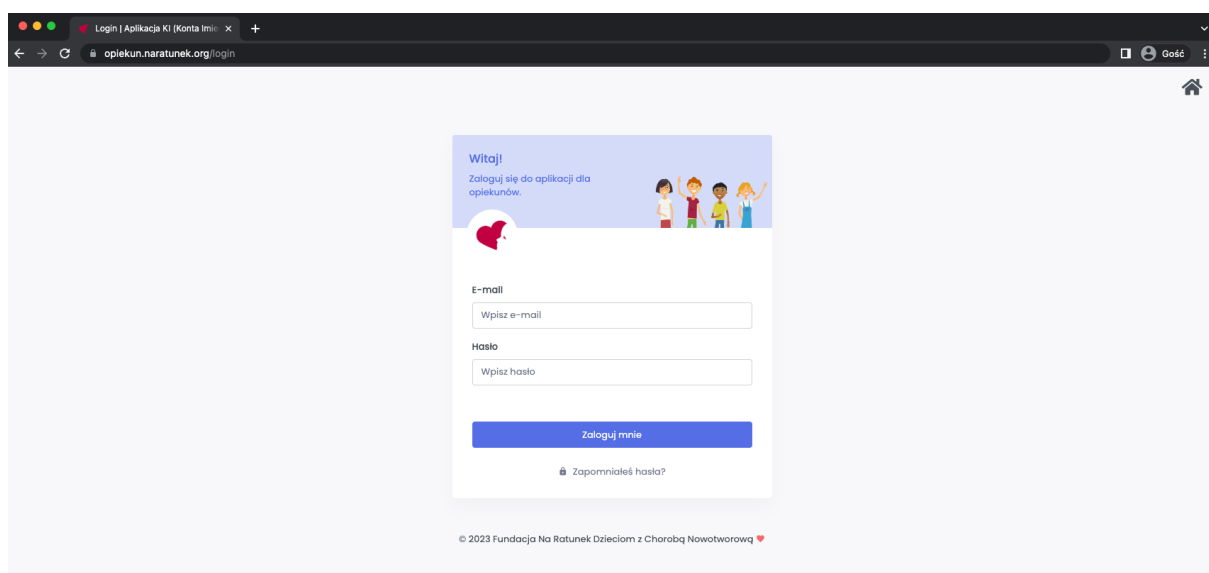 Login | Aplikacja KI (Konta Imie
opiekun.naratunek.org/login
Gość
Witaj!
Zaloguj się do aplikacji dla
opiekunów.
E-mail
Wpisz e-mail
Hasło
Wpisz hasło
Zaloguj mnie
Zapomniałeś hasła?
© 2023 Fundacja Na Ratunek Dzieciom z Chorobą Nowotworową